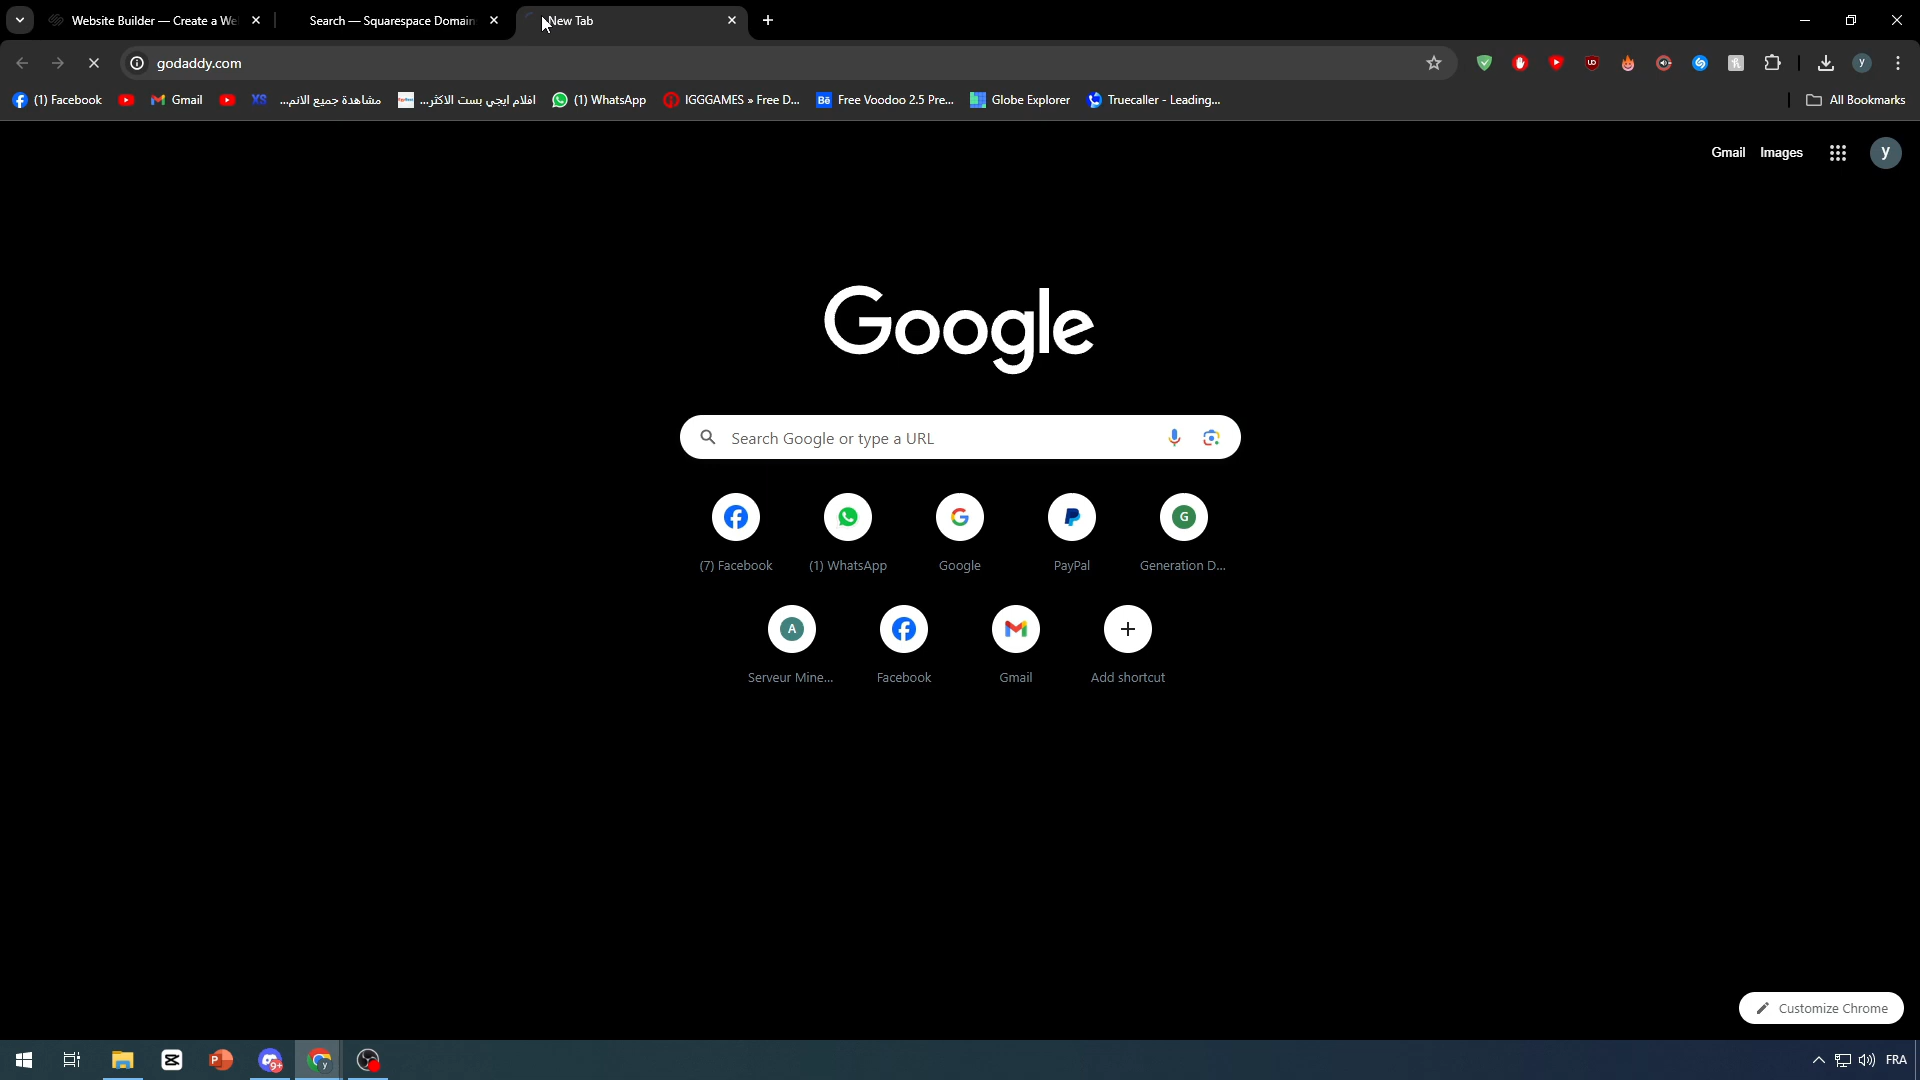 Website Builder — Create a We
Search — Squarespace Domain
New Tab
godaddy.com
(1) Facebook
Gmail
XS
مشاهدة جميع الانم...
افلام ايجي بست الاكثر...
(1) WhatsApp
IGGGAMES » Free D...
Bē Free Voodoo 2.5 Pre...
Globe Explorer
Truecaller - Leading...
All Bookmarks
Gmail Images
y
Google
Search Google or type a URL
G
(7) Facebook
(1) WhatsApp
Google
PayPal
Generation D...
A
Serveur Mine...
Facebook
Gmail
Add shortcut
Customize Chrome
9+
FRA